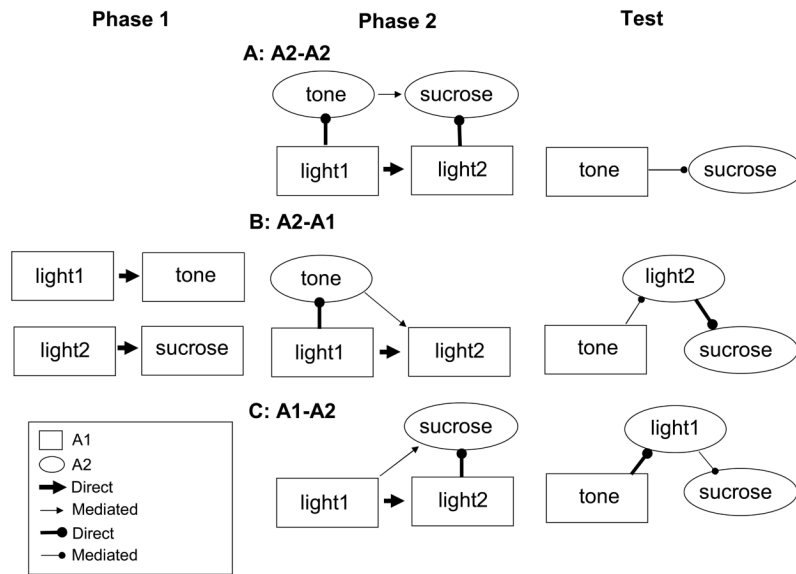 Phase 1
Phase 2
Test
A: A2-A2
tone
sucrose
light1
light2
tone
sucrose
B: A2-A1
light1
tone
light2
sucrose
tone
light1
light2
light2
tone
sucrose
C: A1-A2
sucrose
light1
light2
light1
tone
sucrose
A1
A2
Direct
Mediated
Direct
Mediated